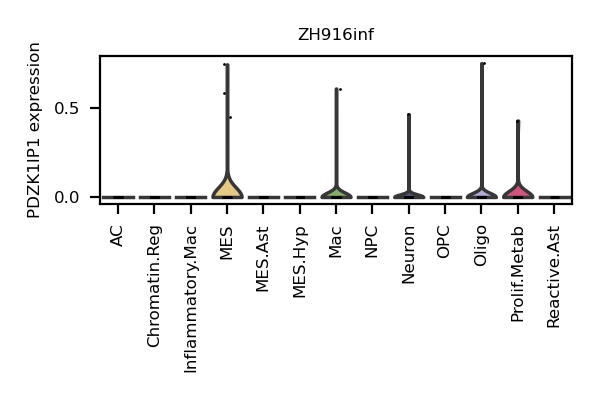 ZH916inf
PDZK1IP1 expression
0.5
0.0
AC
Chromatin.Reg
Inflammatory.Mac
MES
MES.Ast
MES.Hyp
Mac
NPC
Neuron
OPC
Oligo
Prolif.Metab
Reactive.Ast